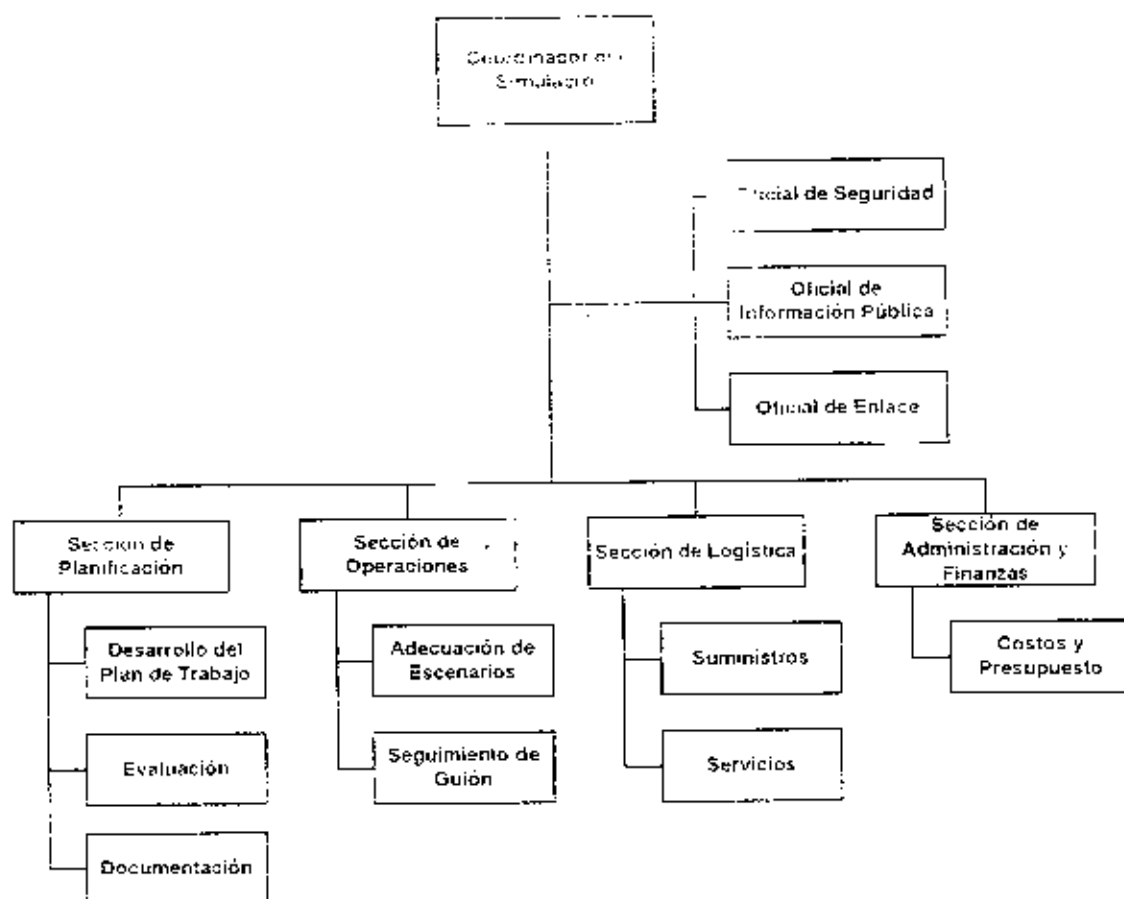 Coordinador del
Simulacro
Oficial de Seguridad
Oficial de
Información Pública
Oficial de Enlace
Sección de
Planificación
Sección de
Operaciones
Sección de Logística
Sección de
Administración y
Finanzas
Desarrollo del
Plan de Trabajo
Adecuación de
Escenarios
Suministros
Costos y
Presupuesto
Evaluación
Seguimiento de
Guión
Servicios
Documentación